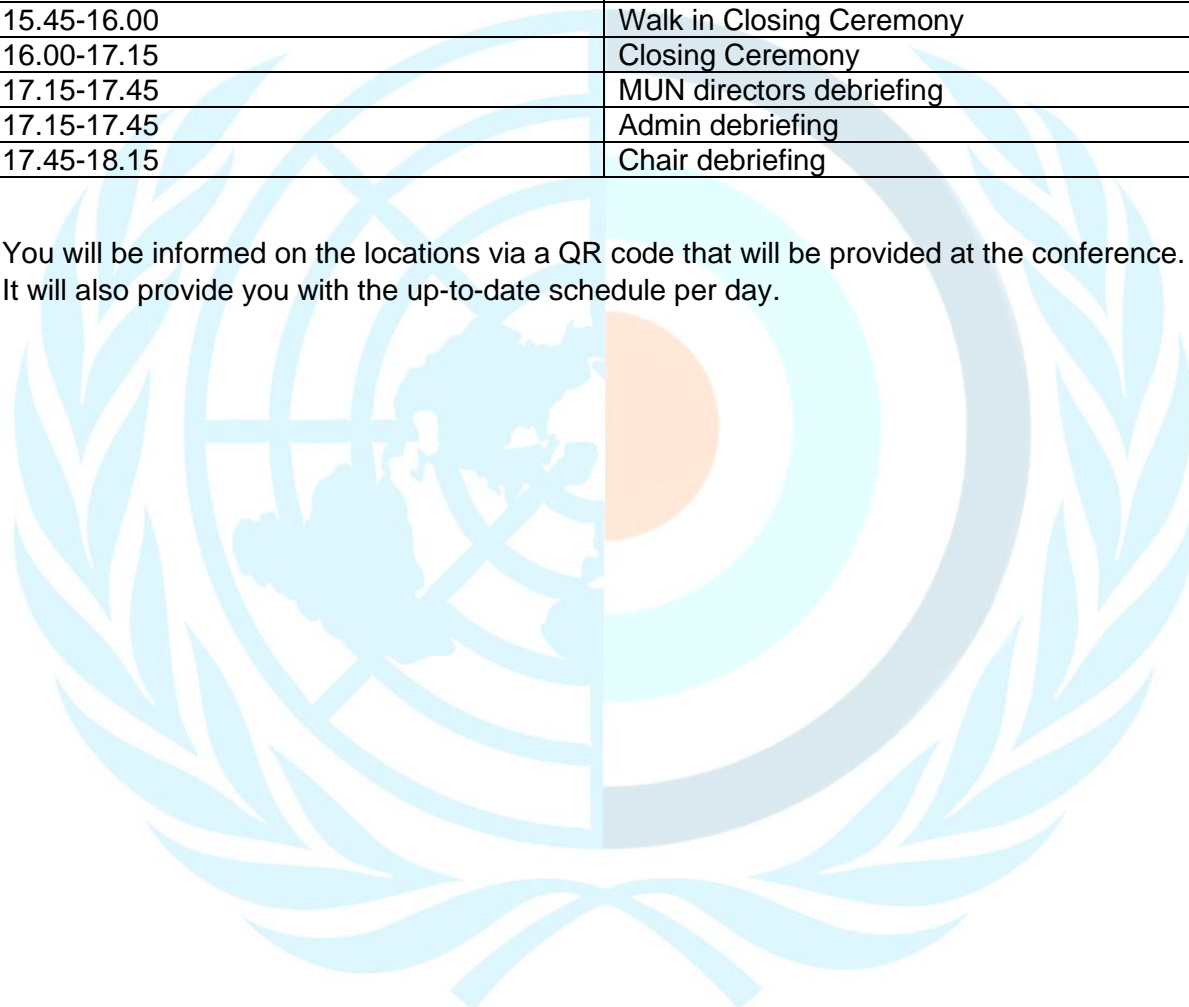 15.45-16.00 Walk in Closing Ceremony
16.00-17.15 Closing Ceremony
17.15-17.45 MUN directors debriefing
17.15-17.45 Admin debriefing
17.45-18.15 Chair debriefing
You will be informed on the locations via a QR code that will be provided at the conference.
It will also provide you with the up-to-date schedule per day.